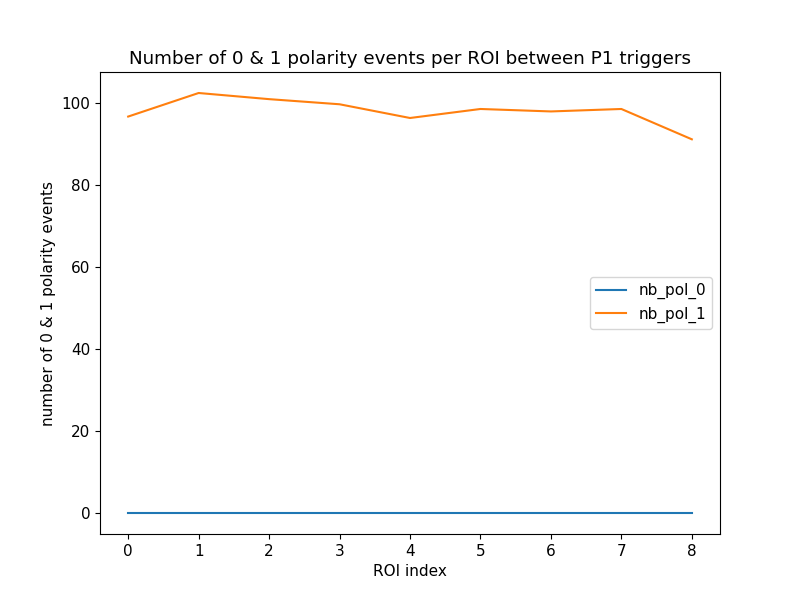 Number of 0 & 1 polarity events per ROI between P1 triggers
100
80
60
40
20
0
number of 0 & 1 polarity events
nb_pol_0
nb_pol_1
0 1 2 3 4 5 6 7 8
ROI index